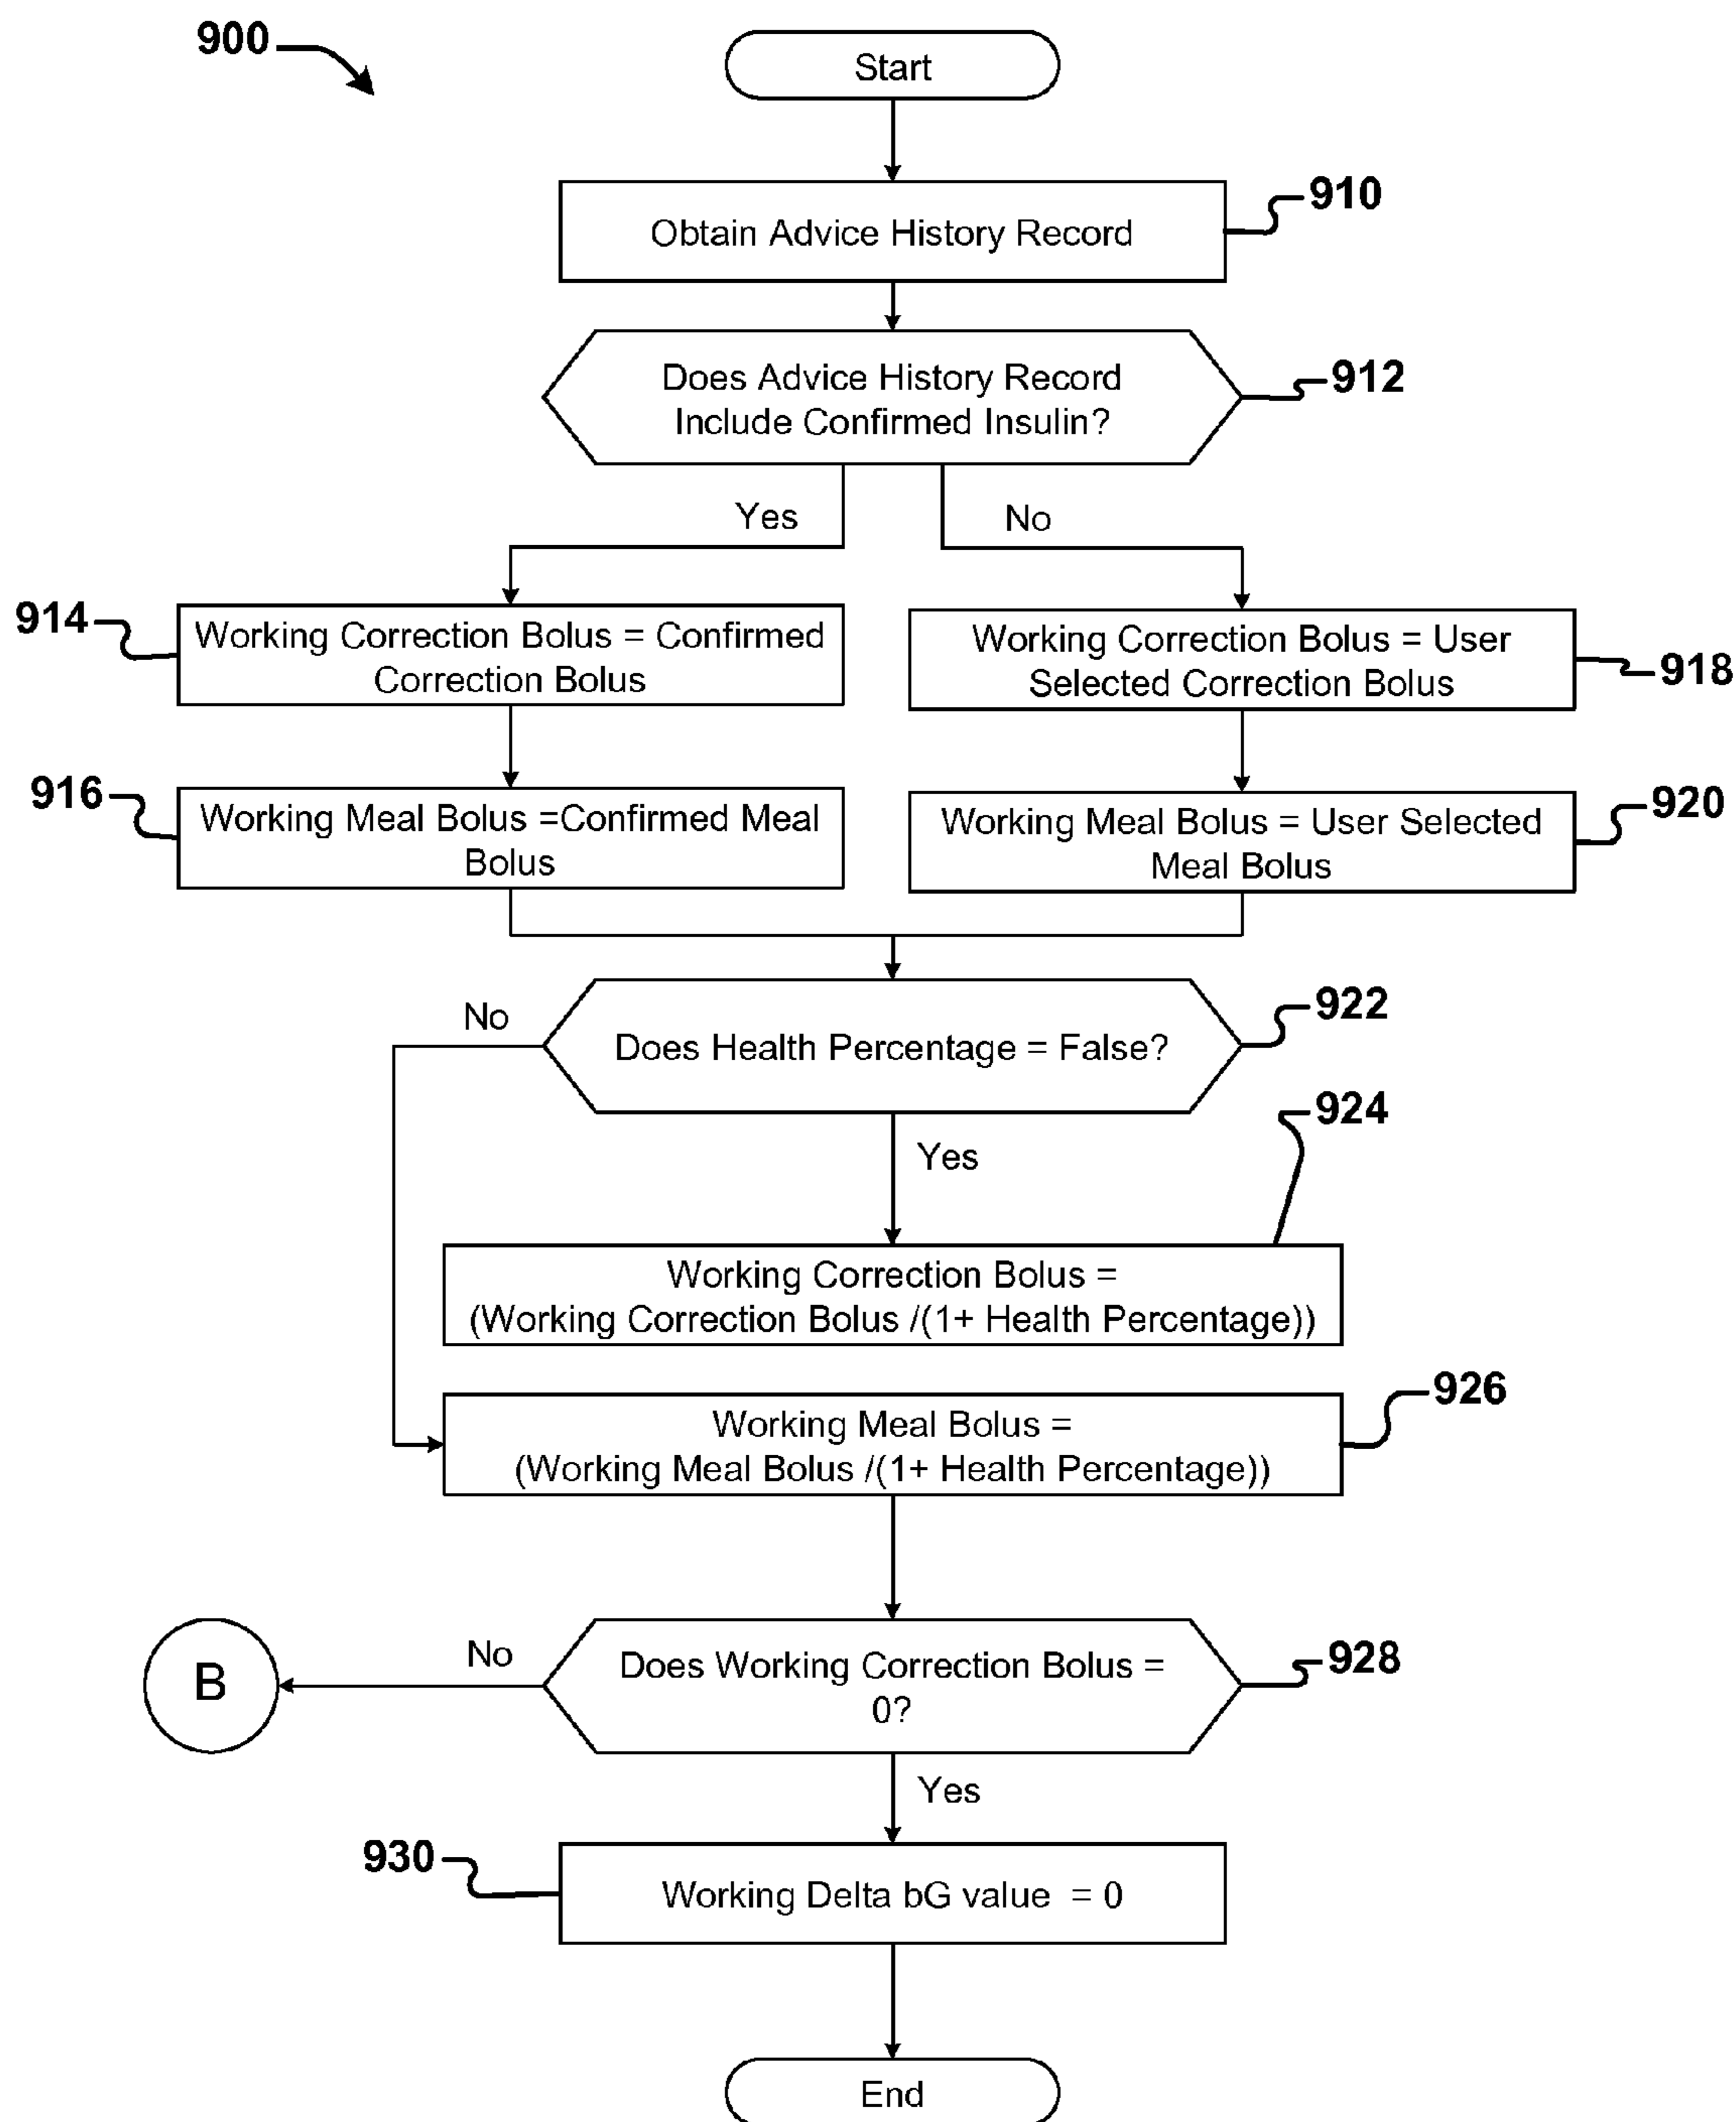 900
Start
Obtain Advice History Record
910
Does Advice History Record
Include Confirmed Insulin?
912
Yes
No
914
Working Correction Bolus = Confirmed
Correction Bolus
Working Correction Bolus = User
Selected Correction Bolus
918
916
Working Meal Bolus =Confirmed Meal
Bolus
Working Meal Bolus = User Selected
Meal Bolus
920
No
Does Health Percentage = False?
922
Yes
924
Working Correction Bolus =
(Working Correction Bolus /(1+ Health Percentage))
926
Working Meal Bolus =
(Working Meal Bolus /(1+ Health Percentage))
B
No
Does Working Correction Bolus =
0?
928
Yes
930
Working Delta bG value = 0
End